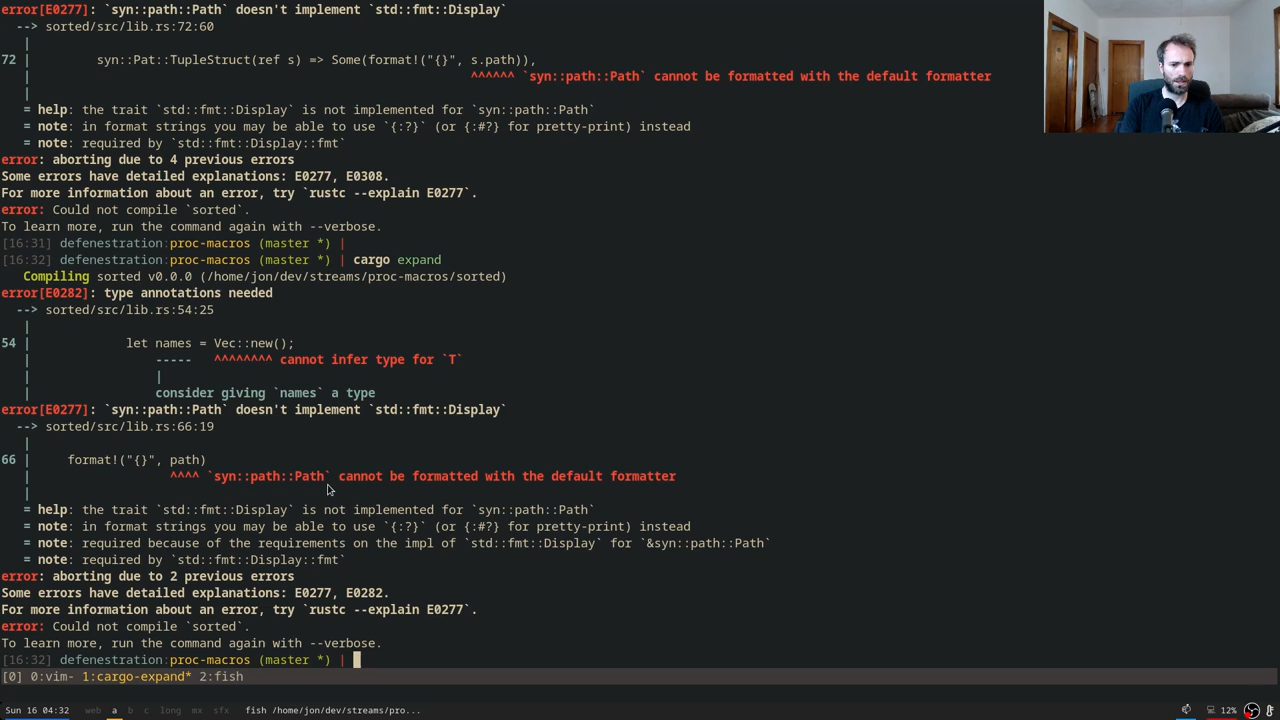 error[E0277]: `syn::path::Path` doesn't implement `std::fmt::Display`
  --> sorted/src/lib.rs:72:60
   |
72 |         syn::Pat::TupleStruct(ref s) => Some(format!("{}", s.path)),
   |                                                            ^^^^^^ `syn::path::Path` cannot be formatted with the default formatter
   |
   = help: the trait `std::fmt::Display` is not implemented for `syn::path::Path`
   = note: in format strings you may be able to use `{:?}` (or {:#?} for pretty-print) instead
   = note: required by `std::fmt::Display::fmt`
error: aborting due to 4 previous errors
Some errors have detailed explanations: E0277, E0308.
For more information about an error, try `rustc --explain E0277`.
error: Could not compile `sorted`.
To learn more, run the command again with --verbose.
[16:31] defenestration:proc-macros (master *) |
[16:32] defenestration:proc-macros (master *) | cargo expand
   Compiling sorted v0.0.0 (/home/jon/dev/streams/proc-macros/sorted)
error[E0282]: type annotations needed
  --> sorted/src/lib.rs:54:25
   |
54 |             let names = Vec::new();
   |                 -----   ^^^^^^^^ cannot infer type for `T`
   |                 |
   |                 consider giving `names` a type
error[E0277]: `syn::path::Path` doesn't implement `std::fmt::Display`
  --> sorted/src/lib.rs:66:19
   |
66 |     format!("{}", path)
   |                   ^^^^ `syn::path::Path` cannot be formatted with the default formatter
   |
   = help: the trait `std::fmt::Display` is not implemented for `syn::path::Path`
   = note: in format strings you may be able to use `{:?}` (or {:#?} for pretty-print) instead
   = note: required because of the requirements on the impl of `std::fmt::Display` for `&syn::path::Path`
   = note: required by `std::fmt::Display::fmt`
error: aborting due to 2 previous errors
Some errors have detailed explanations: E0277, E0282.
For more information about an error, try `rustc --explain E0277`.
error: Could not compile `sorted`.
To learn more, run the command again with --verbose.
[16:32] defenestration:proc-macros (master *) |
[0] 0:vim- 1:cargo-expand* 2:fish
Sun 16 04:32 web a b c long mx sfx fish /home/jon/dev/streams/pro... 12%